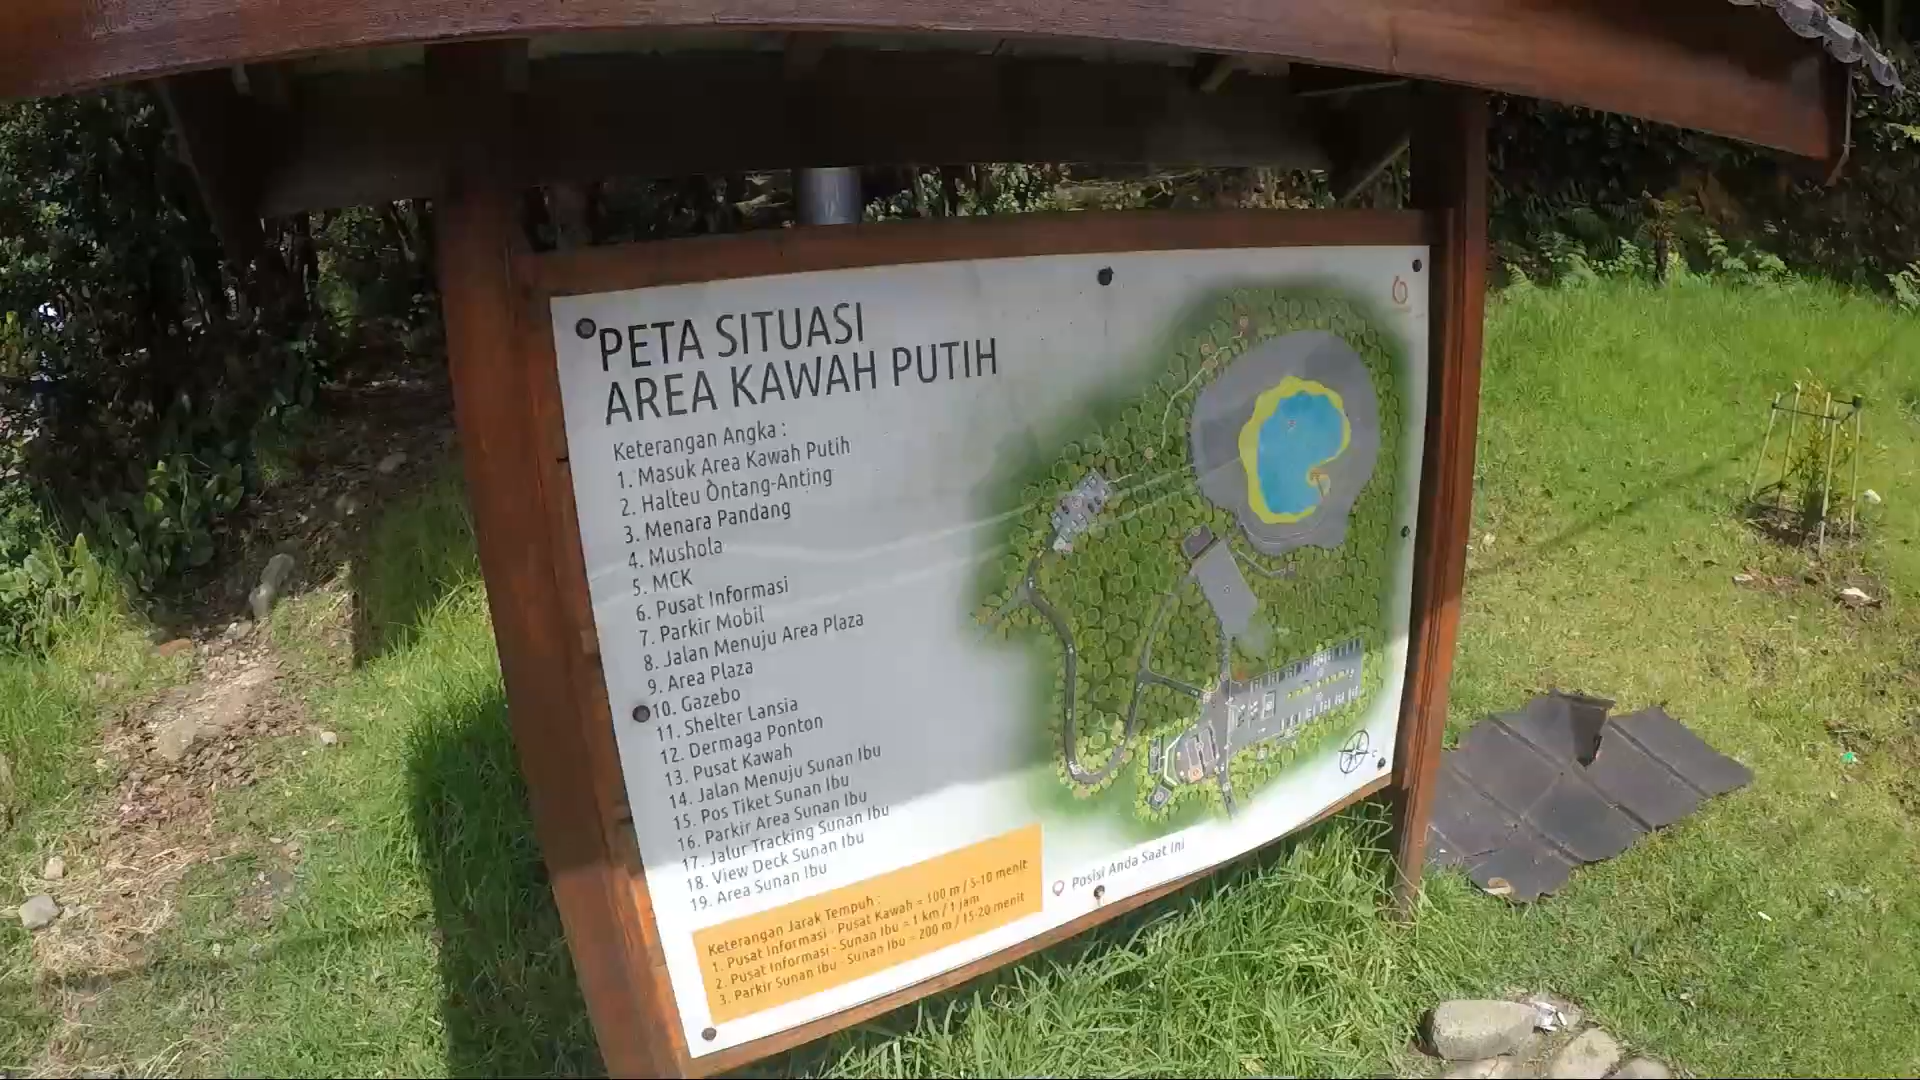 PETA SITUASI
AREA KAWAH PUTIH
Keterangan Angka :
1. Masuk Area Kawah Putih
2. Halteu Ontang-Anting
3. Menara Pandang
4. Mushola
5. MCK
6. Pusat Informasi
7. Parkir Mobil
8. Jalan Menuju Area Plaza
9. Area Plaza
10. Gazebo
11. Shelter Lansia
12. Dermaga Ponton
13. Pusat Kawah
14. Jalan Menuju Sunan Ibu
15. Pos Tiket Sunan Ibu
16. Parkir Area Sunan Ibu
17. Jalur Tracking Sunan Ibu
18. View Deck Sunan Ibu
19. Area Sunan Ibu
Keterangan Jarak Tempuh :
1. Pusat Informasi - Pusat Kawah = 100 m / 5-10 menit
2. Pusat Informasi - Sunan Ibu = 1 km / 1 jam
3. Parkir Sunan Ibu - Sunan Ibu = 200 m / 15-20 menit
Posisi Anda Saat Ini